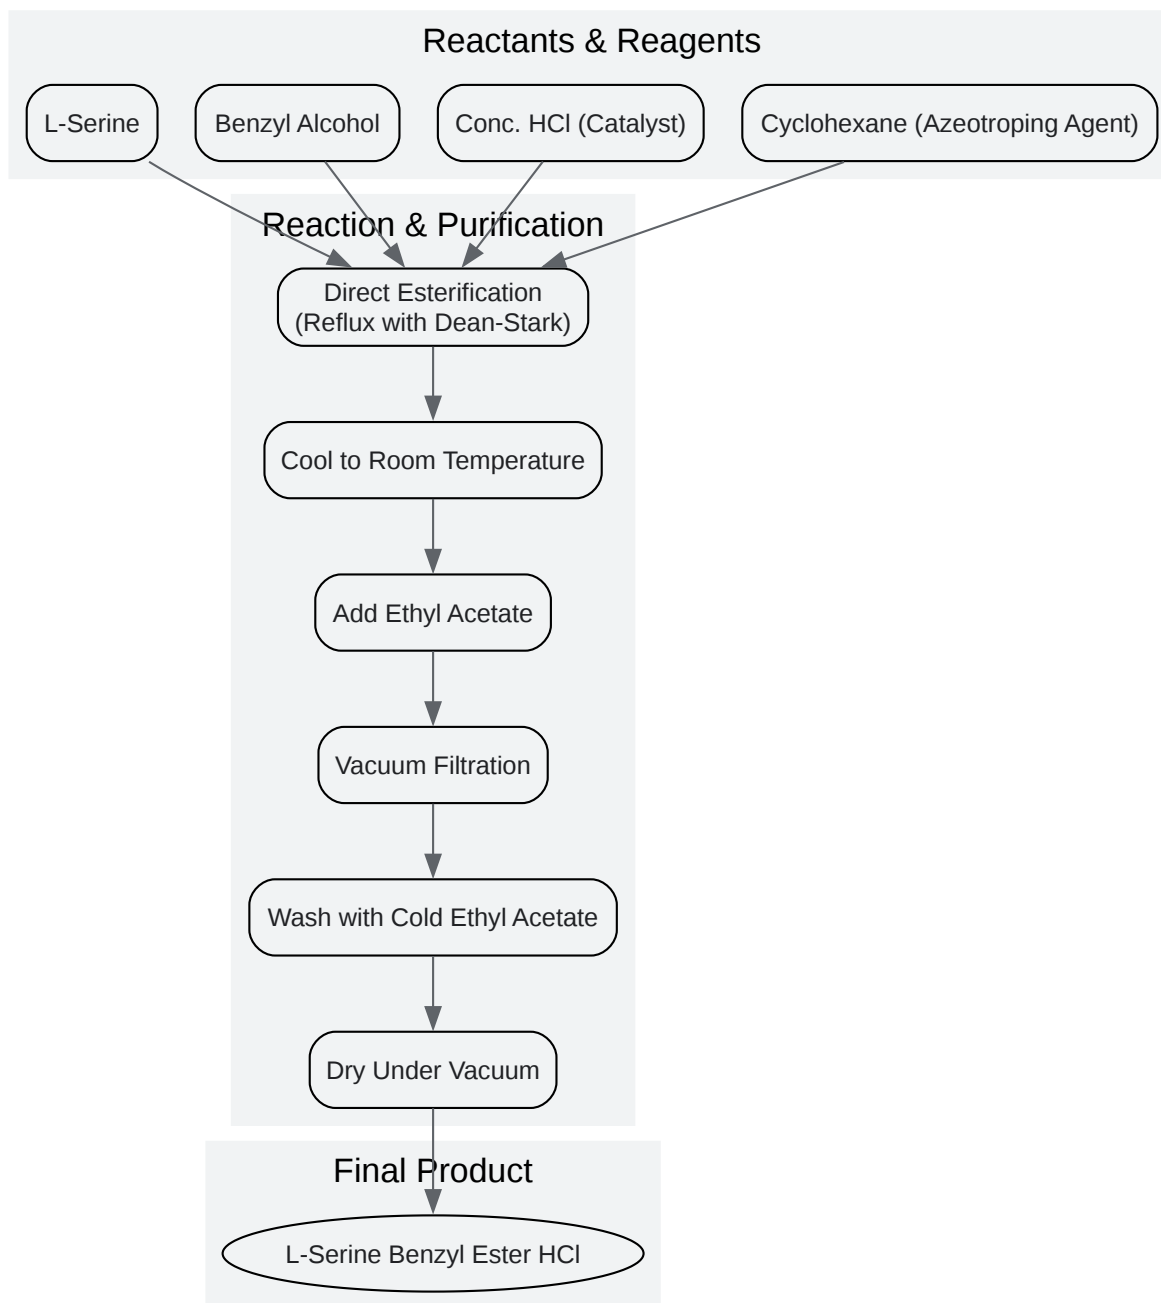 Reactants & Reagents
L-Serine
Benzyl Alcohol
Conc. HCl (Catalyst)
Cyclohexane (Azeotroping Agent)
Reaction & Purification
Direct Esterification
(Reflux with Dean-Stark)
Cool to Room Temperature
Add Ethyl Acetate
Vacuum Filtration
Wash with Cold Ethyl Acetate
Dry Under Vacuum
Final Product
L-Serine Benzyl Ester HCl